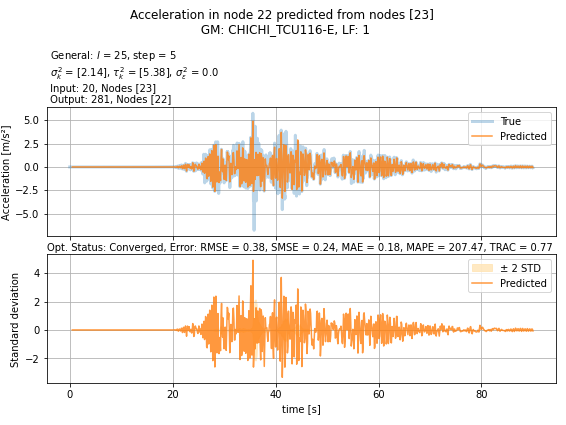 Acceleration in node 22 predicted from nodes [23]
GM: CHICHI_TCU116-E, LF: 1
General: l = 25, step = 5
σ²ₖ = [2.14], τ²ₖ = [5.38], σ²ε = 0.0
Input: 20, Nodes [23]
Output: 281, Nodes [22]
Acceleration [m/s²]
5.0
2.5
0.0
−2.5
−5.0
True
Predicted
Opt. Status: Converged, Error: RMSE = 0.38, SMSE = 0.24, MAE = 0.18, MAPE = 207.47, TRAC = 0.77
Standard deviation
4
2
0
−2
± 2 STD
Predicted
0 20 40 60 80
time [s]